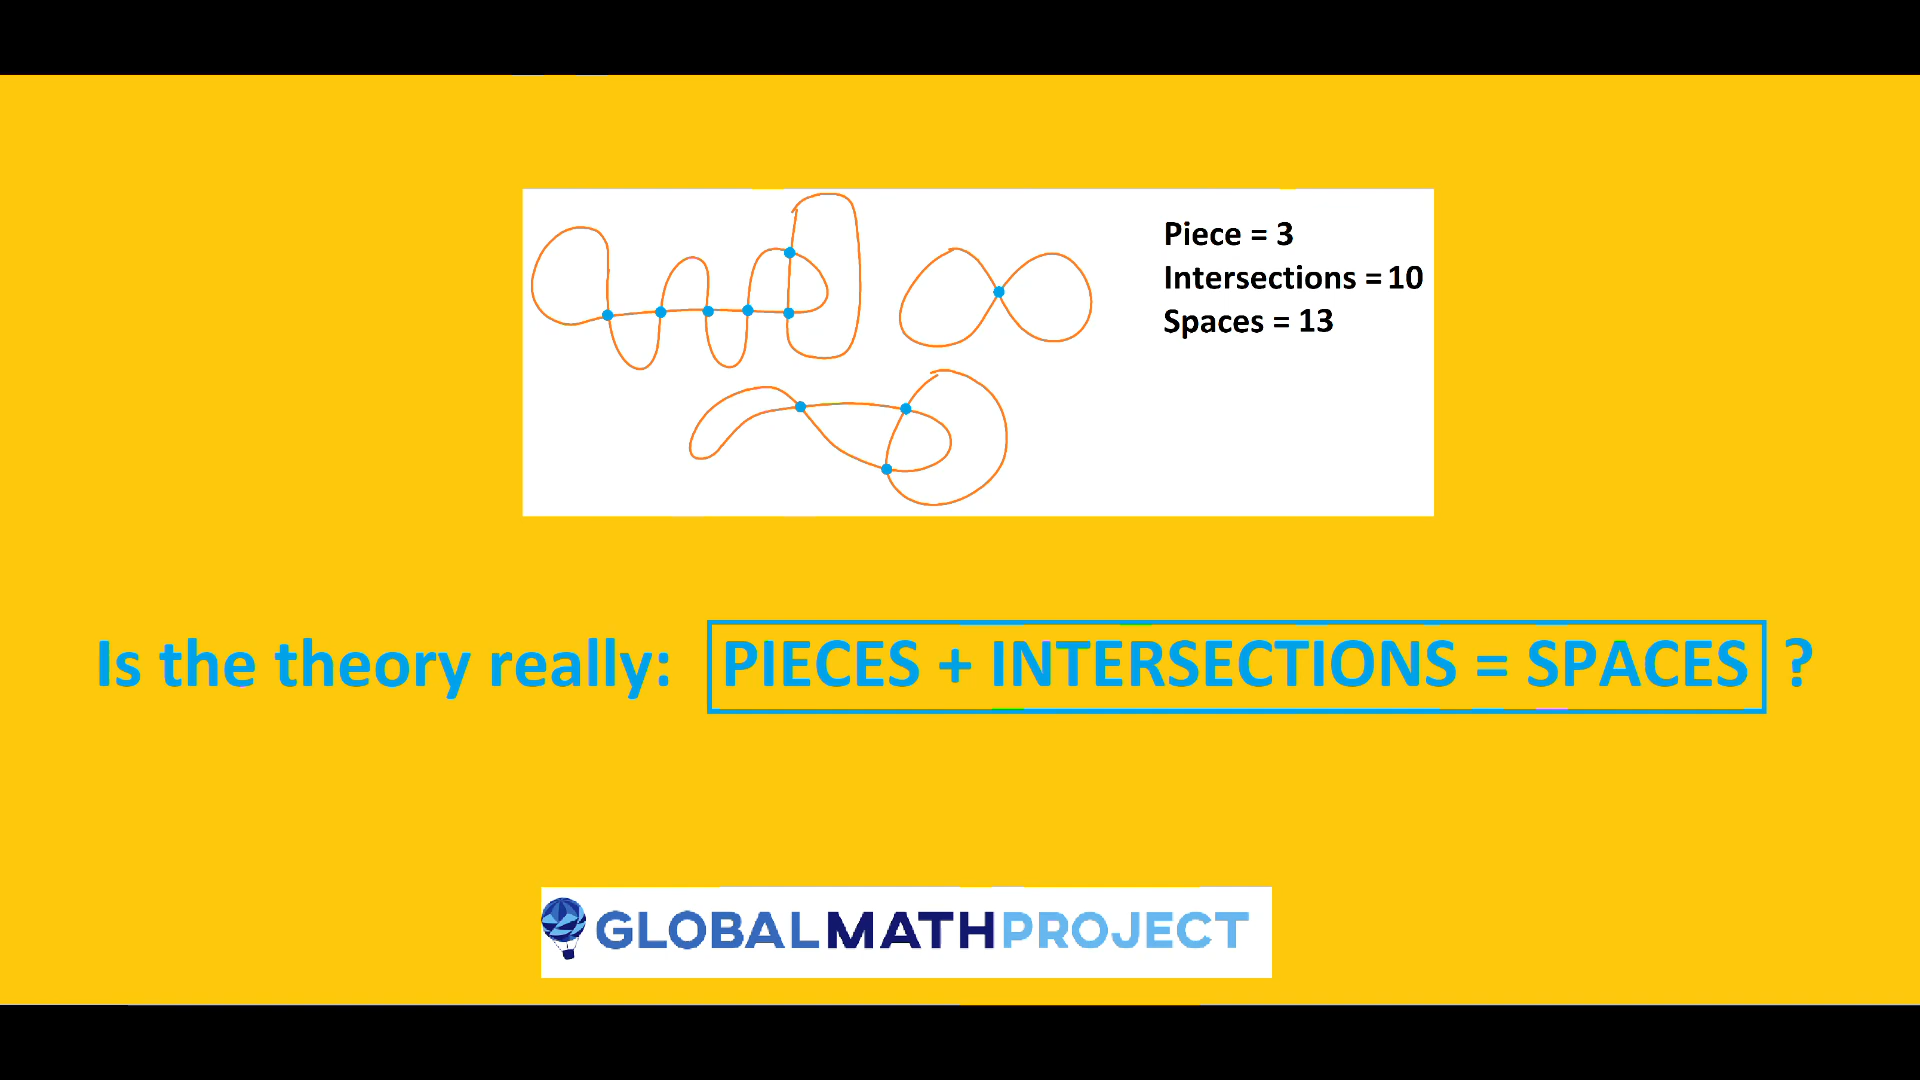 Piece = 3
Intersections = 10
Spaces = 13
Is the theory really: PIECES + INTERSECTIONS = SPACES ?
GLOBALMATHPROJECT